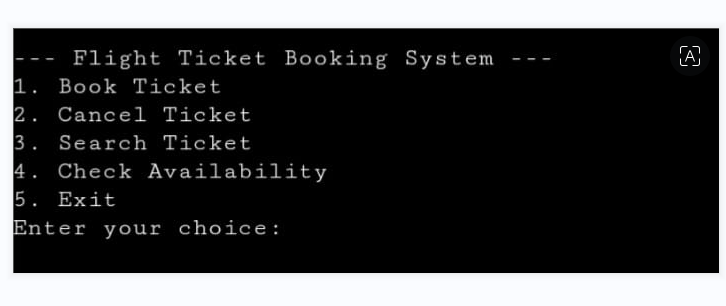 --- Flight Ticket Booking System ---
1. Book Ticket
2. Cancel Ticket
3. Search Ticket
4. Check Availability
5. Exit
Enter your choice: